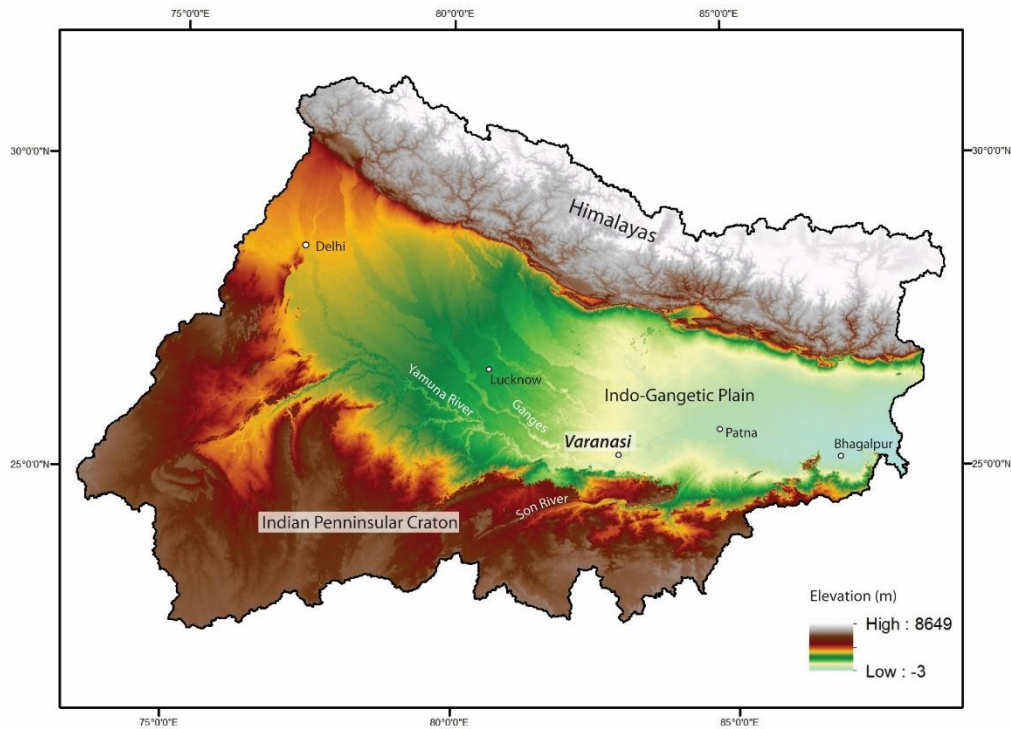 75°0'0"E 80°0'0"E 85°0'0"E
30°0'0"N 30°0'0"N
Himalayas
Delhi
Lucknow
Yamuna River
Ganges
Indo-Gangetic Plain
Patna
Varanasi
Bhagalpur
25°0'0"N 25°0'0"N
Son River
Indian Penninsular Craton
Elevation (m)
High : 8649
Low : -3
75°0'0"E 80°0'0"E 85°0'0"E